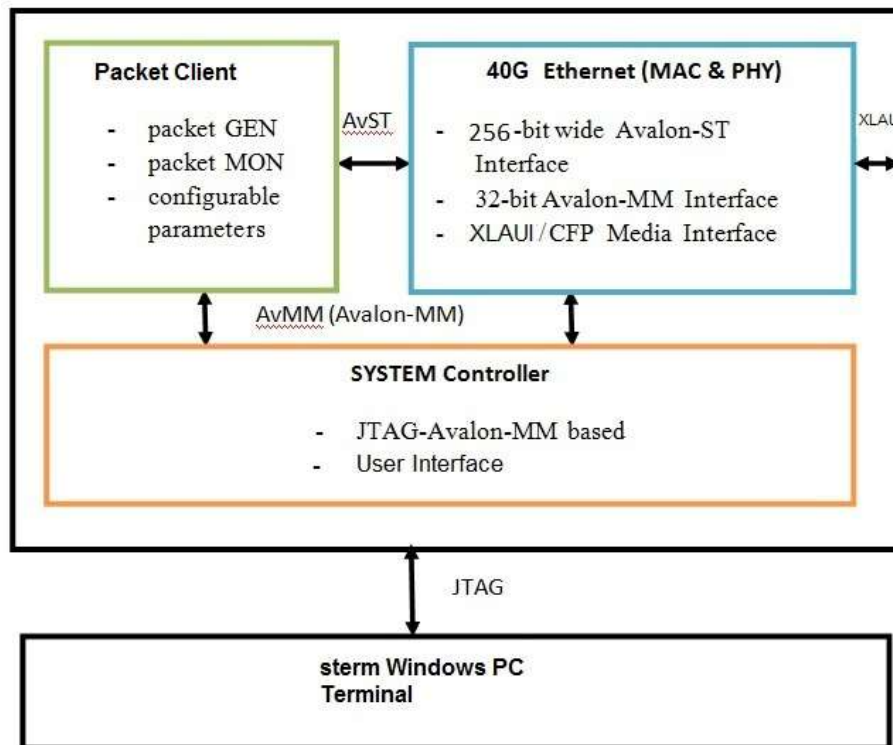 Packet Client
- packet GEN
- packet MON
- configurable
parameters
AvST
40G Ethernet (MAC & PHY)
- 256-bit wide Avalon-ST
Interface
- 32-bit Avalon-MM Interface
- XLAUI/CFP Media Interface
XLAU
AvMM (Avalon-MM)
SYSTEM Controller
- JTAG-Avalon-MM based
- User Interface
JTAG
sterm Windows PC
Terminal